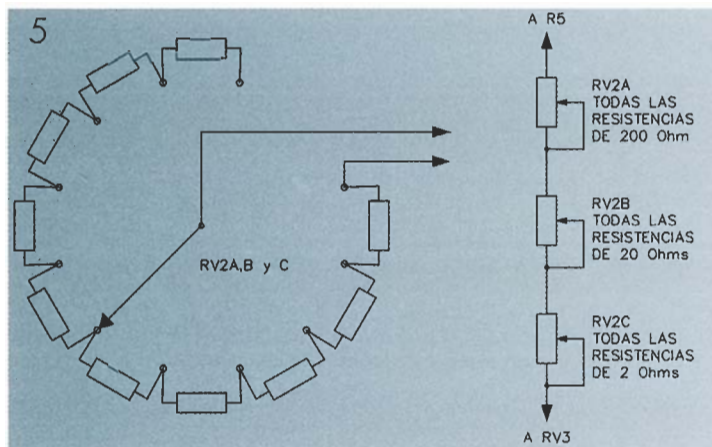 5
RV2A,B y C
A R5
RV2A
TODAS LAS
RESISTENCIAS
DE 200 Ohm
RV2B
TODAS LAS
RESISTENCIAS
DE 20 Ohms
RV2C
TODAS LAS
RESISTENCIAS
DE 2 Ohms
A RV3